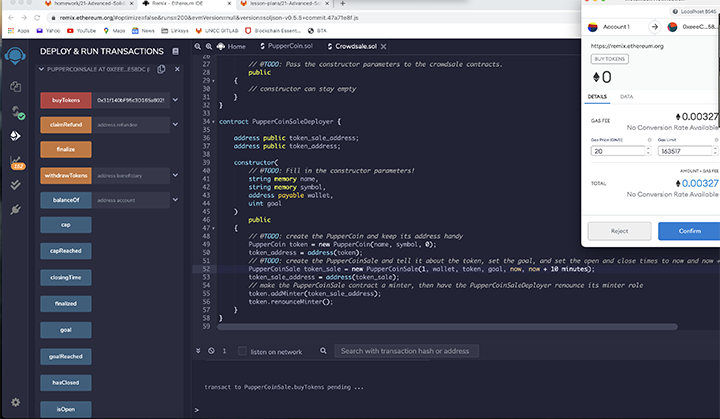 homework/21-Advanced-Soli
Remix - Ethereum IDE
lesson-plans/21-Advanced-Sol
remix.ethereum.org/#optimize=false&runs=200&evmVersion=null&version=soljson-v0.5.5+commit.47a71e8f.js
Apps
Yahoo
News
YouTube
Maps
LinkedIn
UNCC GITLAB
Blockchain Essent...
BTA
DEPLOY & RUN TRANSACTIONS
PUPPERCOINSALE AT 0XEEE...E58DC (
buyTokens
claimRefund
address refundee
finalize
withdrawTokens
address beneficiary
balanceOf
address account
cap
capReached
closingTime
finalized
goal
goalReached
hasClosed
isOpen
Home
PupperCoin.sol
Crowdsale.sol
26
27 // @TODO: Pass the constructor parameters to the crowdsale contracts.
28 public
29 {
30 // constructor can stay empty
31 }
32 }
33
34 contract PupperCoinSaleDeployer {
35
36 address public token_sale_address;
37 address public token_address;
38
39 constructor(
40 // @TODO: Fill in the constructor parameters!
41 string memory name,
42 string memory symbol,
43 address payable wallet,
44 uint goal
45 )
46 public
47 {
48 // @TODO: create the PupperCoin and keep its address handy
49 PupperCoin token = new PupperCoin(name, symbol, 0);
50 token_address = address(token);
51 // @TODO: create the PupperCoinSale and tell it about the token, set the goal, and set the open and close times to now and now +
52 PupperCoinSale token_sale = new PupperCoinSale(1, wallet, token, goal, now, now + 10 minutes);
53 token_sale_address = address(token_sale);
54 // make the PupperCoinSale contract a minter, then have the PupperCoinSaleDeployer renounce its minter role
55 token.addMinter(token_sale_address);
56 token.renounceMinter();
57 }
58 }
59
1
listen on network
Search with transaction hash or address
transact to PupperCoinSale.buyTokens pending ...
>
Localhost 8545
Account 1
0xeeeC...58D...
https://remix.ethereum.org
BUY TOKENS
0
DETAILS
DATA
GAS FEE
0.00327
No Conversion Rate Available
Gas Price (GWEI)
Gas Limit
20
163517
AMOUNT + GAS FEE
TOTAL
0.00327
No Conversion Rate Available
Reject
Confirm